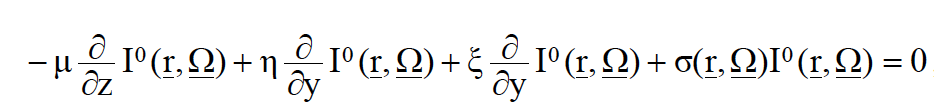 − μ ∂/∂z I⁰(r̲,Ω̲) + η ∂/∂y I⁰(r̲,Ω̲) + ξ ∂/∂y I⁰(r̲,Ω̲) + σ(r̲,Ω̲)I⁰(r̲,Ω̲) = 0